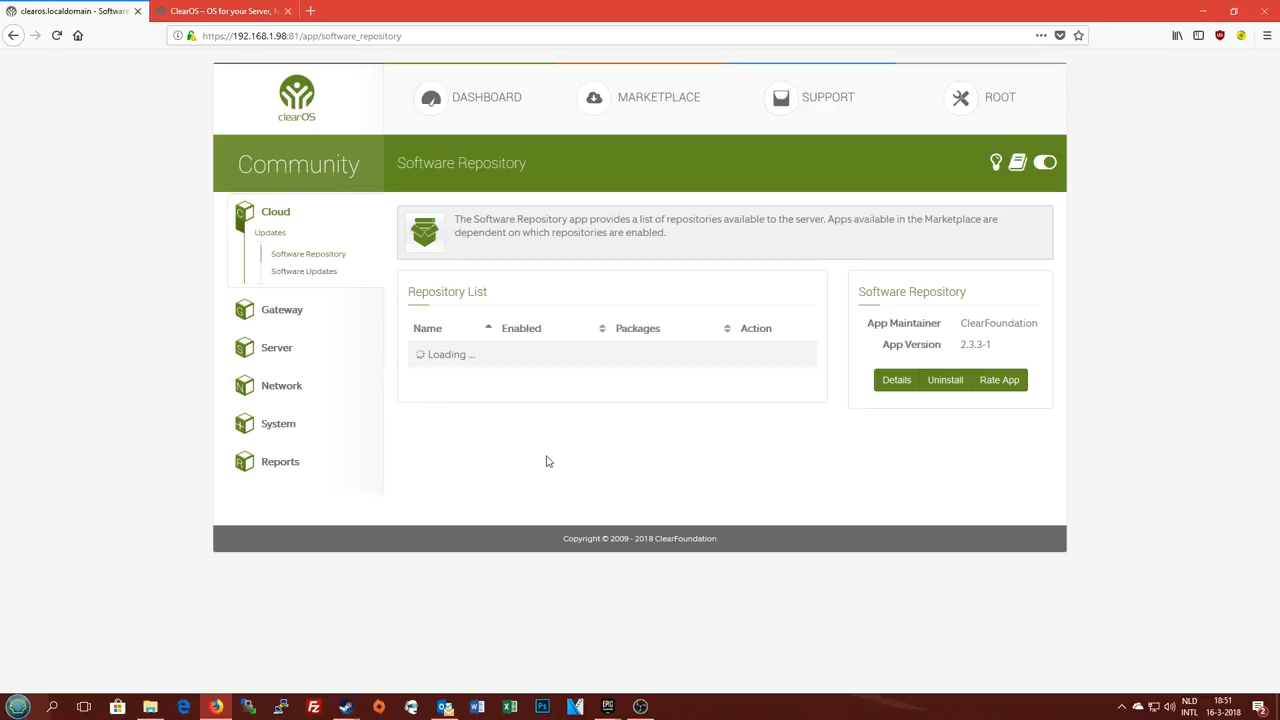 clearos.localdomain - Software
ClearOS – OS for your Server, N
https://192.168.1.98:81/app/software_repository
clearOS
DASHBOARD
MARKETPLACE
SUPPORT
ROOT
Community
Software Repository
Cloud
Updates
Software Repository
Software Updates
Gateway
Server
Network
System
Reports
The Software Repository app provides a list of repositories available to the server. Apps available in the Marketplace are
dependent on which repositories are enabled.
Repository List
Name Enabled Packages Action
Loading ...
Software Repository
App Maintainer ClearFoundation
App Version 2.3.3-1
Details Uninstall Rate App
Copyright © 2009 - 2018 ClearFoundation
NLD 18:51
INTL 16-3-2018